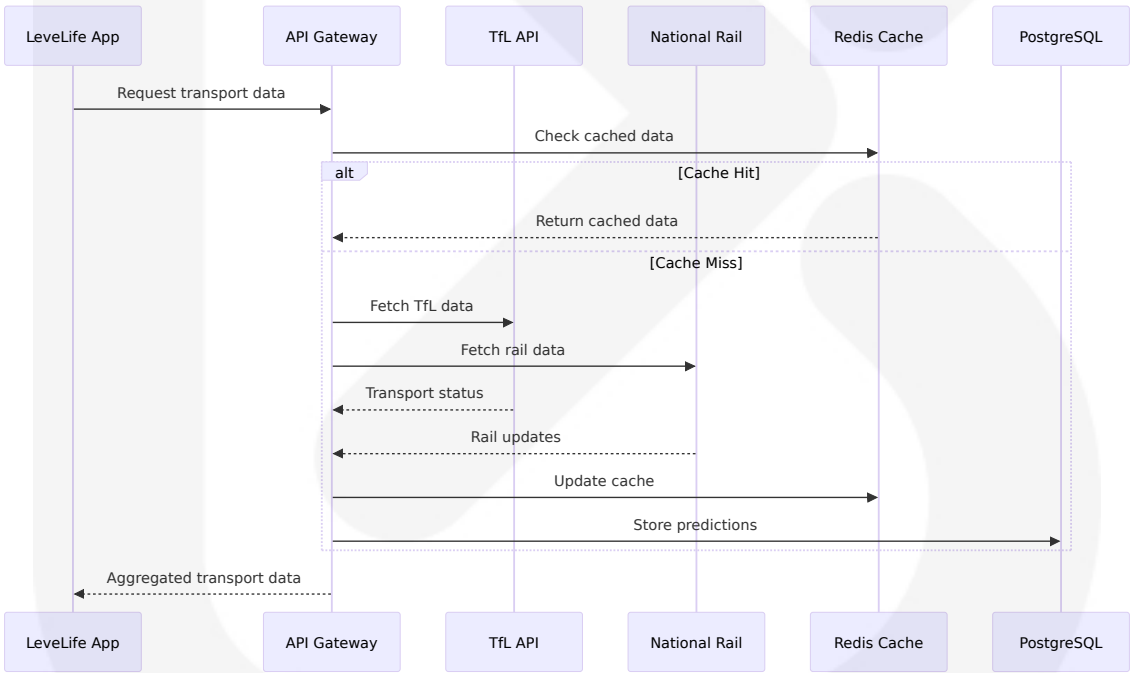 LeveLife App
API Gateway
TfL API
National Rail
Redis Cache
PostgreSQL
Request transport data
Check cached data
alt
[Cache Hit]
Return cached data
[Cache Miss]
Fetch TfL data
Fetch rail data
Transport status
Rail updates
Update cache
Store predictions
Aggregated transport data
LeveLife App
API Gateway
TfL API
National Rail
Redis Cache
PostgreSQL